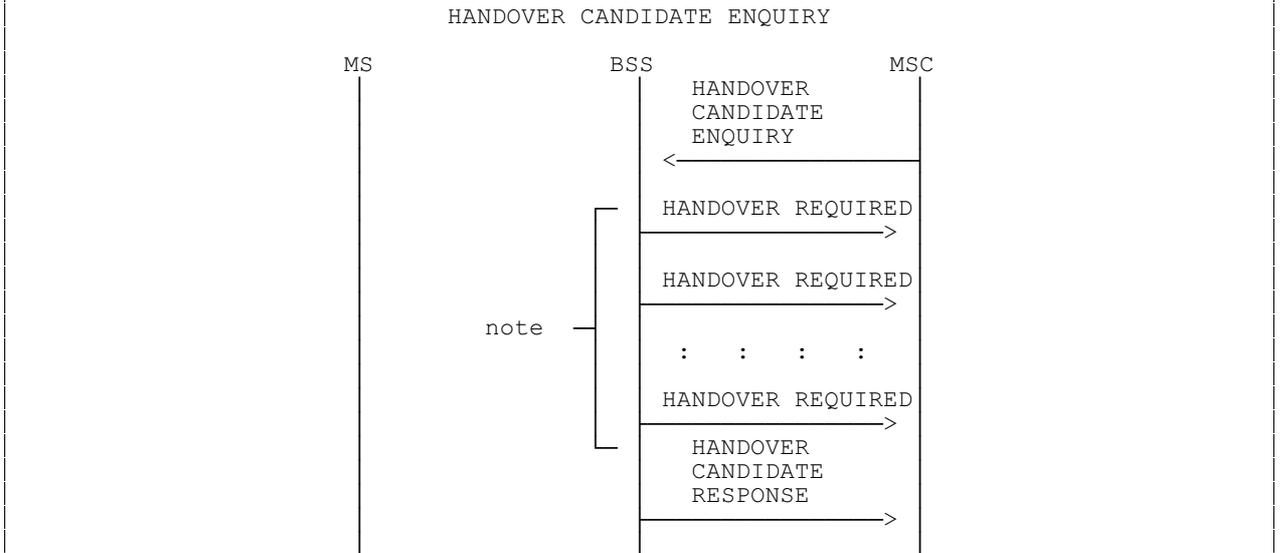 HANDOVER CANDIDATE ENQUIRY
MS BSS MSC
HANDOVER
CANDIDATE
ENQUIRY
HANDOVER REQUIRED
HANDOVER REQUIRED
note
: : : :
HANDOVER REQUIRED
HANDOVER
CANDIDATE
RESPONSE